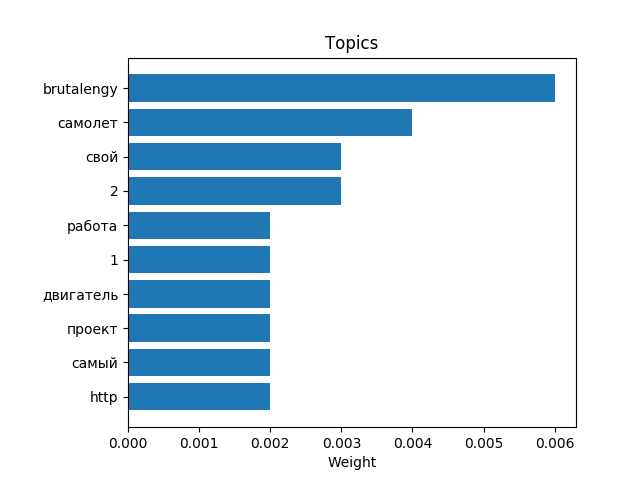 Topics
brutalengy
самолет
свой
2
работа
1
двигатель
проект
самый
http
0.000 0.001 0.002 0.003 0.004 0.005 0.006
Weight